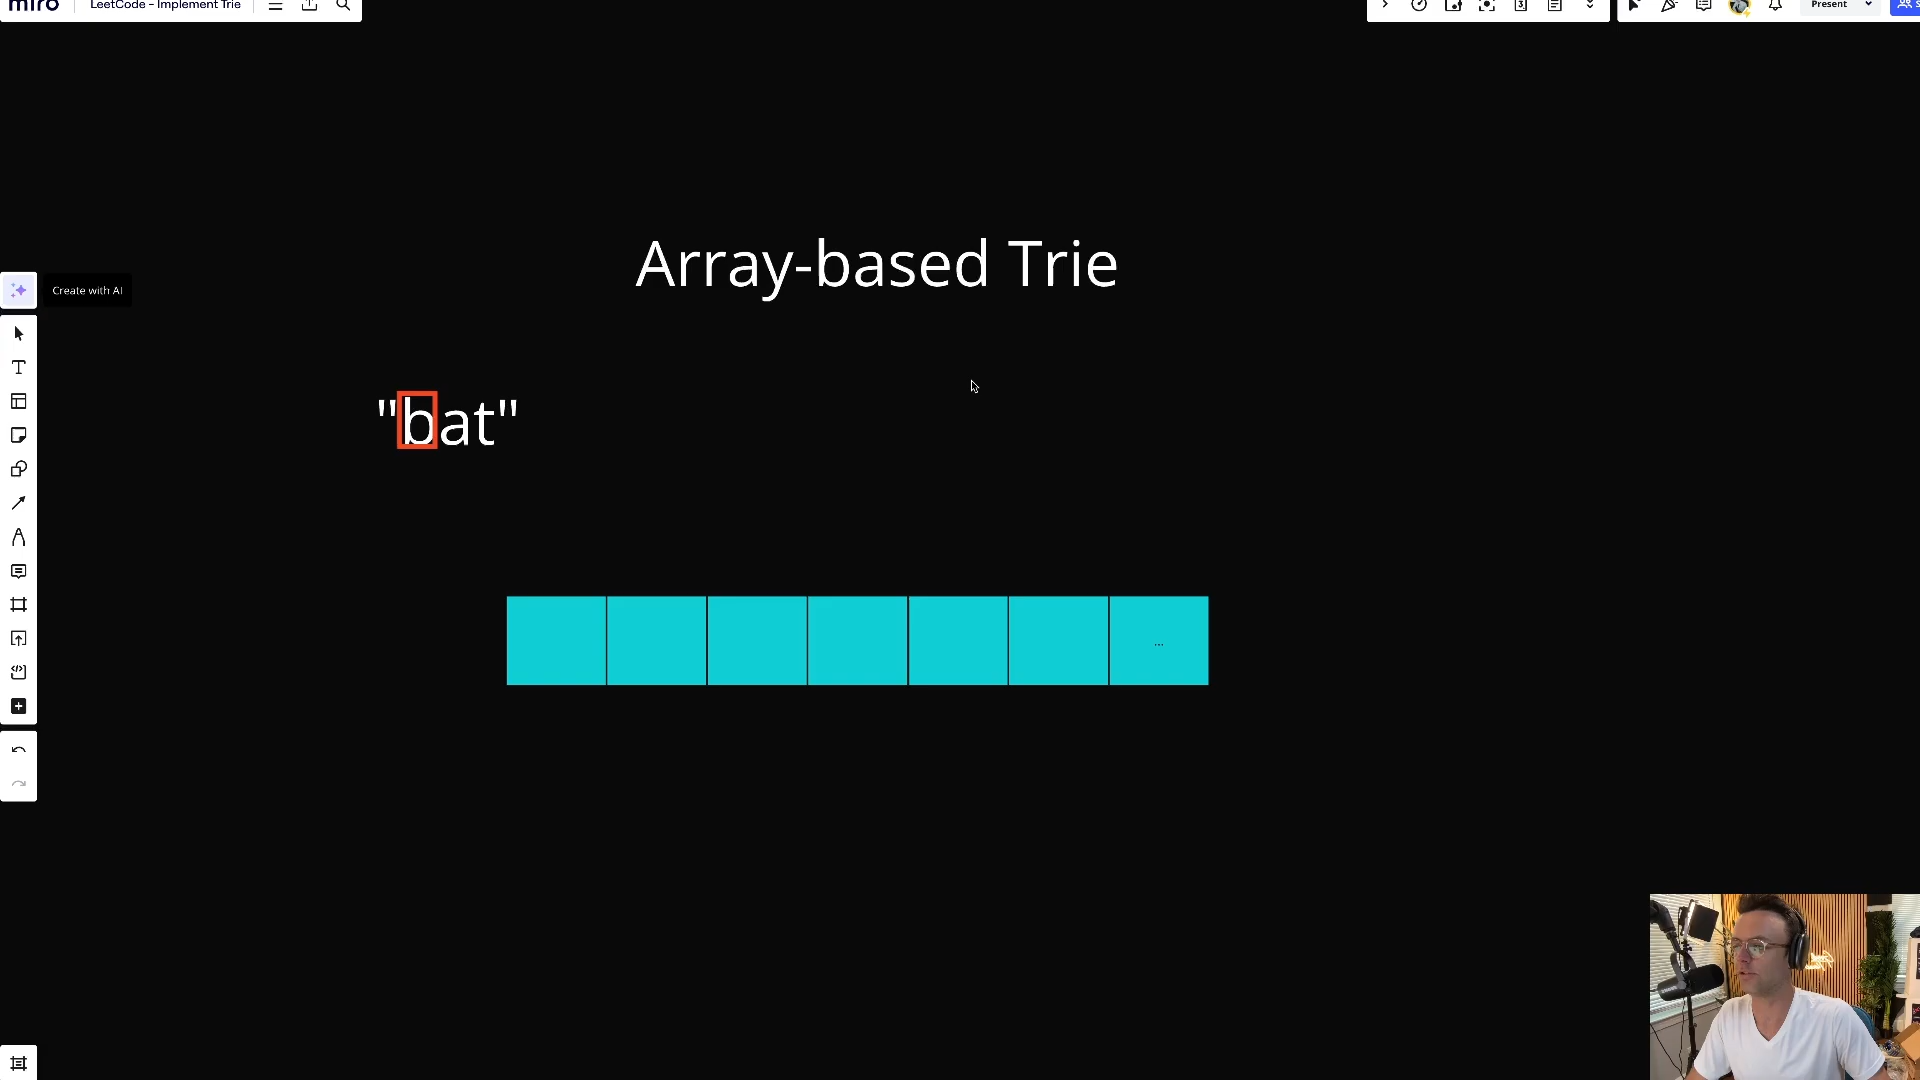 miro
LeetCode - Implement Trie
Present
Array-based Trie
Create with AI
"bat"
...